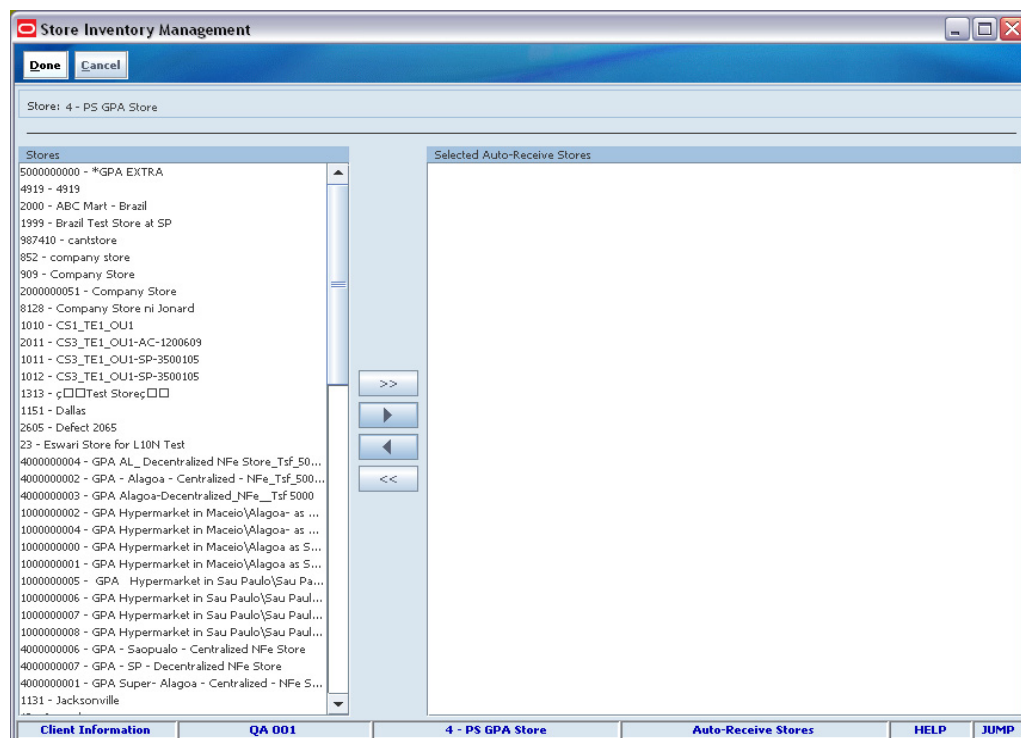 Store Inventory Management
Done Cancel
Store: 4 - PS GPA Store
Stores
Selected Auto-Receive Stores
5000000000 - *GPA EXTRA
4919 - 4919
2000 - ABC Mart - Brazil
1999 - Brazil Test Store at SP
987410 - cantstore
852 - company store
909 - Company Store
2000000051 - Company Store
8128 - Company Store ni Jonard
1010 - CS1_TE1_OU1
2011 - CS3_TE1_OU1-AC-1200609
1011 - CS3_TE1_OU1-SP-3500105
1012 - CS3_TE1_OU1-SP-3500105
1313 - ç□□Test Storeç□□
1151 - Dallas
2605 - Defect 2065
23 - Eswari Store for L10N Test
4000000004 - GPA AL_ Decentralized NFe Store_Tsf_50...
4000000002 - GPA - Alagoa - Centralized - NFe_Tsf_500...
4000000003 - GPA Alagoa-Decentralized_NFe__Tsf 5000
1000000002 - GPA Hypermarket in Maceio\Alagoa- as ...
1000000004 - GPA Hypermarket in Maceio\Alagoa- as ...
1000000000 - GPA Hypermarket in Maceio\Alagoa as S...
1000000001 - GPA Hypermarket in Maceio\Alagoa as S...
1000000005 - GPA Hypermarket in Sau Paulo\Sau Pa...
1000000006 - GPA Hypermarket in Sau Paulo\Sau Paul...
1000000007 - GPA Hypermarket in Sau Paulo\Sau Paul...
1000000008 - GPA Hypermarket in Sau Paulo\Sau Paul...
4000000006 - GPA - Saopualo - Centralized NFe Store
4000000007 - GPA - SP - Decentralized NFe Store
4000000001 - GPA Super- Alagoa - Centralized - NFe S...
1131 - Jacksonville
>>
<<
Client Information QA 001 4 - PS GPA Store Auto-Receive Stores HELP JUMP